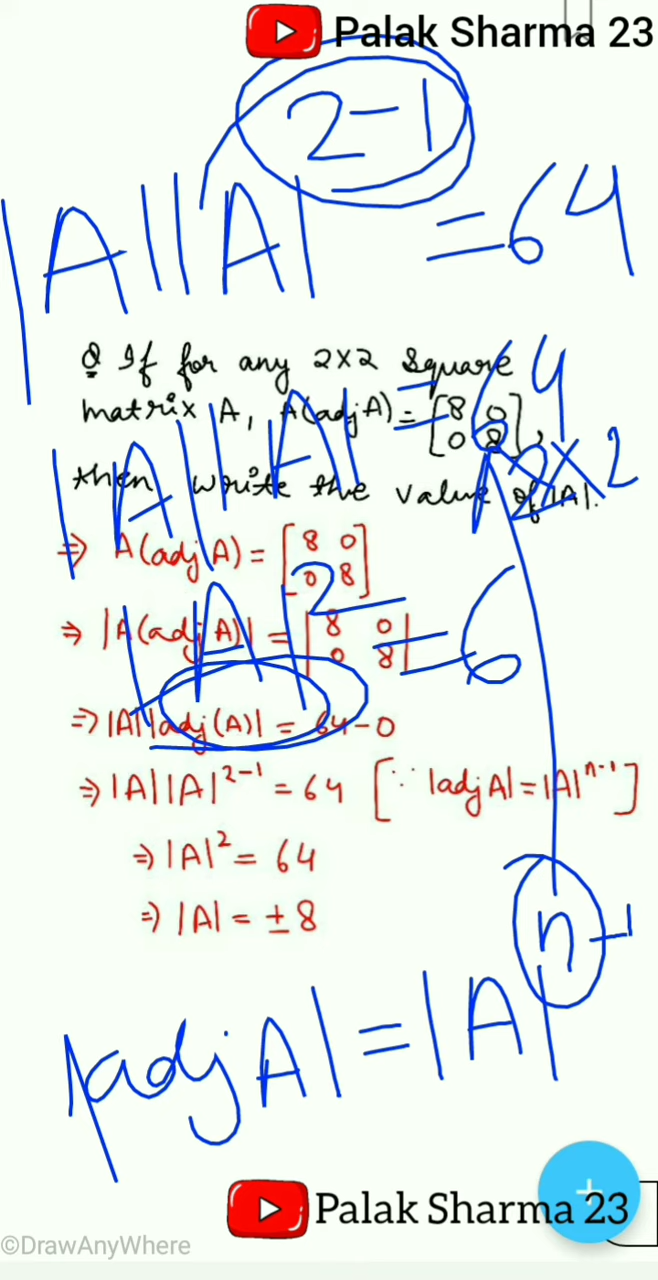 Palak Sharma 23
|A||A|²⁻¹ = 64
Q If for any 2×2 square
matrix A, A(adj A) = [8 0
0 8],
then write the value of |A|.
= 64
|A||A|
2×2
⇒ A(adj A) = [8 0
0 8]
|A|² = 6
⇒ |A(adj A)| = |8 0
0 8|
⇒ |A||adj(A)| = 64-0
⇒ |A||A|²⁻¹ = 64 [∵ |adj A| = |A|ⁿ⁻¹]
⇒ |A|² = 64
⇒ |A| = ± 8
|adj A| = |A|ⁿ⁻¹
Palak Sharma 23
©DrawAnyWhere